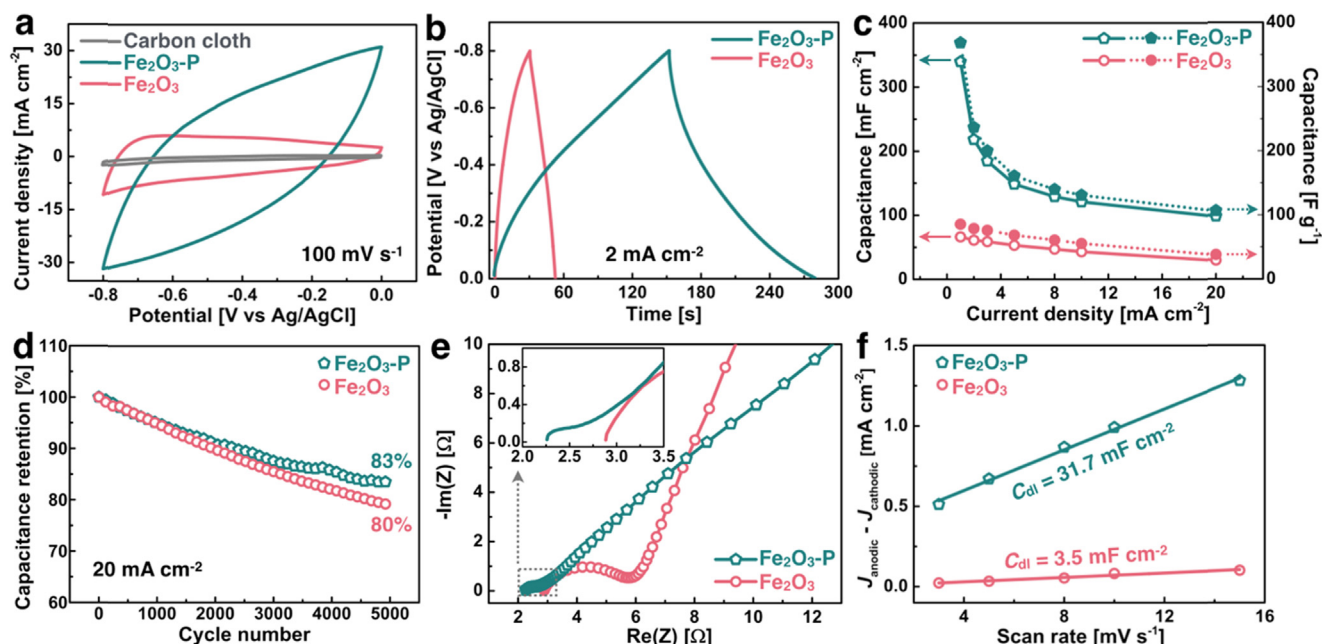 a
Carbon cloth
Fe₂O₃-P
Fe₂O₃
Current density [mA cm⁻²]
30
15
0
-15
-30
100 mV s⁻¹
-0.8 -0.6 -0.4 -0.2 0.0
Potential [V vs Ag/AgCl]
b
Fe₂O₃-P
Fe₂O₃
Potential [V vs Ag/AgCl]
-0.8
-0.6
-0.4
-0.2
0.0
2 mA cm⁻²
0 60 120 180 240 300
Time [s]
c
Fe₂O₃-P
Fe₂O₃
Capacitance [mF cm⁻²]
400
300
200
100
0
Capacitance [F g⁻¹]
400
300
200
100
0
0 4 8 12 16 20
Current density [mA cm⁻²]
d
Fe₂O₃-P
Fe₂O₃
Capacitance retention [%]
110
100
90
80
70
60
83%
80%
20 mA cm⁻²
0 1000 2000 3000 4000 5000
Cycle number
e
-Im(Z) [Ω]
10
8
6
4
2
0
0.8
0.4
0.0
2.0 2.5 3.0 3.5
Fe₂O₃-P
Fe₂O₃
0 2 4 6 8 10 12
Re(Z) [Ω]
f
Fe₂O₃-P
Fe₂O₃
J anodic - J cathodic [mA cm⁻²]
1.5
1.0
0.5
0.0
C dl = 31.7 mF cm⁻²
C dl = 3.5 mF cm⁻²
4 8 12 16
Scan rate [mV s⁻¹]